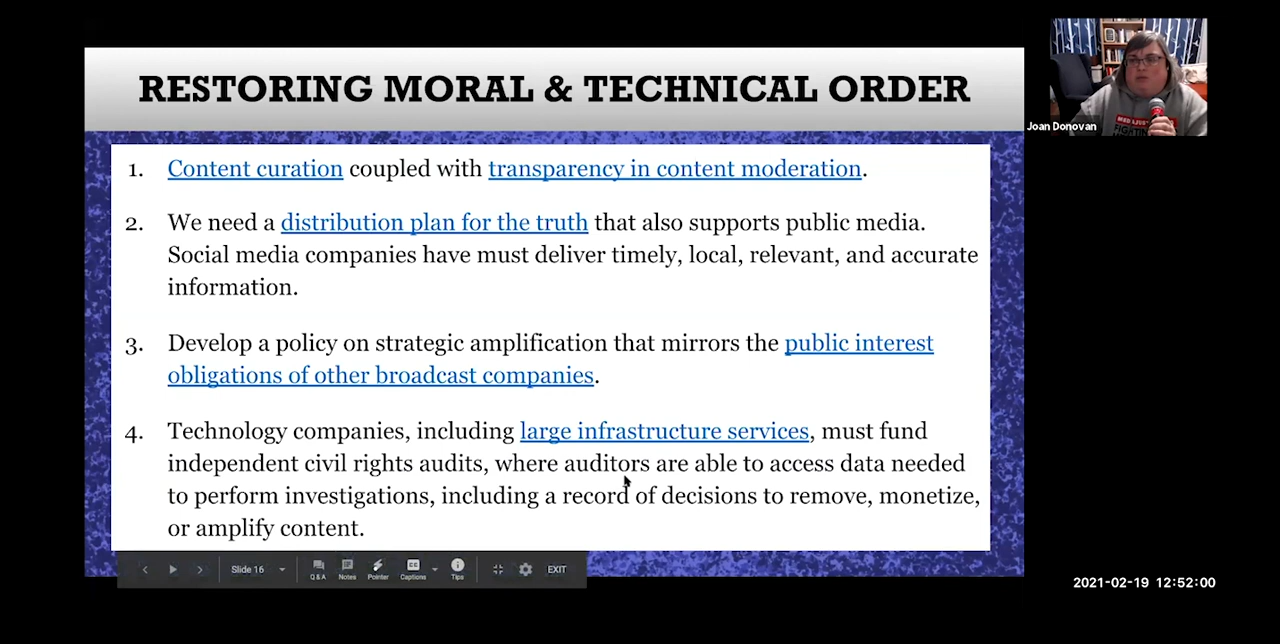 RESTORING MORAL & TECHNICAL ORDER
Joan Donovan
1. Content curation coupled with transparency in content moderation.
2. We need a distribution plan for the truth that also supports public media.
Social media companies have must deliver timely, local, relevant, and accurate
information.
3. Develop a policy on strategic amplification that mirrors the public interest
obligations of other broadcast companies.
4. Technology companies, including large infrastructure services, must fund
independent civil rights audits, where auditors are able to access data needed
to perform investigations, including a record of decisions to remove, monetize,
or amplify content.
Slide 16
Q&A Notes Pointer Captions Tips EXIT
2021-02-19 12:52:00